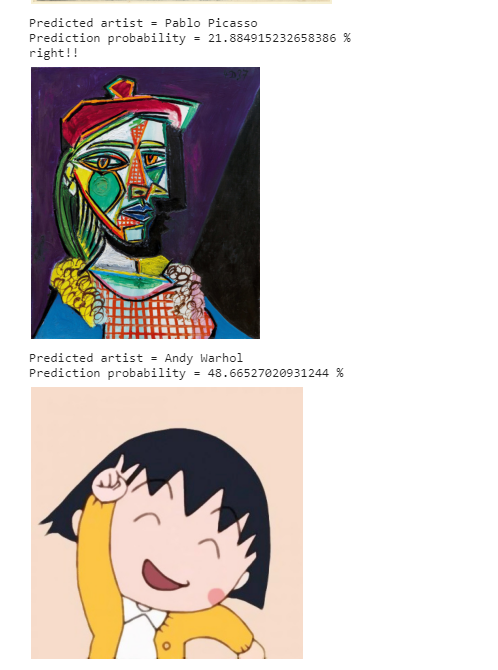 Predicted artist = Pablo Picasso
Prediction probability = 21.884915232658386 %
right!!
Predicted artist = Andy Warhol
Prediction probability = 48.66527020931244 %